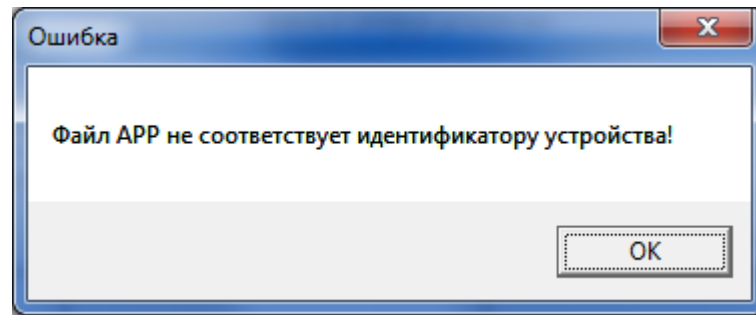 Ошибка
Файл APP не соответствует идентификатору устройства!
OK